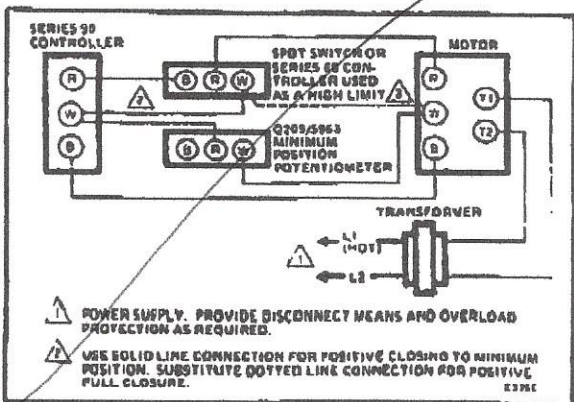 SERIES 90
CONTROLLER
R
W
B
SPDT SWITCH OR
SERIES 60 CON-
TROLLER USED
AS A HIGH LIMIT
B R W
2
Q209/S963
MINIMUM
POSITION
POTENTIOMETER
B R W
MOTOR
R
W
B
T1
T2
TRANSFORMER
L1
(HOT)
L2
1
1 POWER SUPPLY. PROVIDE DISCONNECT MEANS AND OVERLOAD
PROTECTION AS REQUIRED.
2 USE SOLID LINE CONNECTION FOR POSITIVE CLOSING TO MINIMUM
POSITION. SUBSTITUTE DOTTED LINE CONNECTION FOR POSITIVE
FULL CLOSURE.